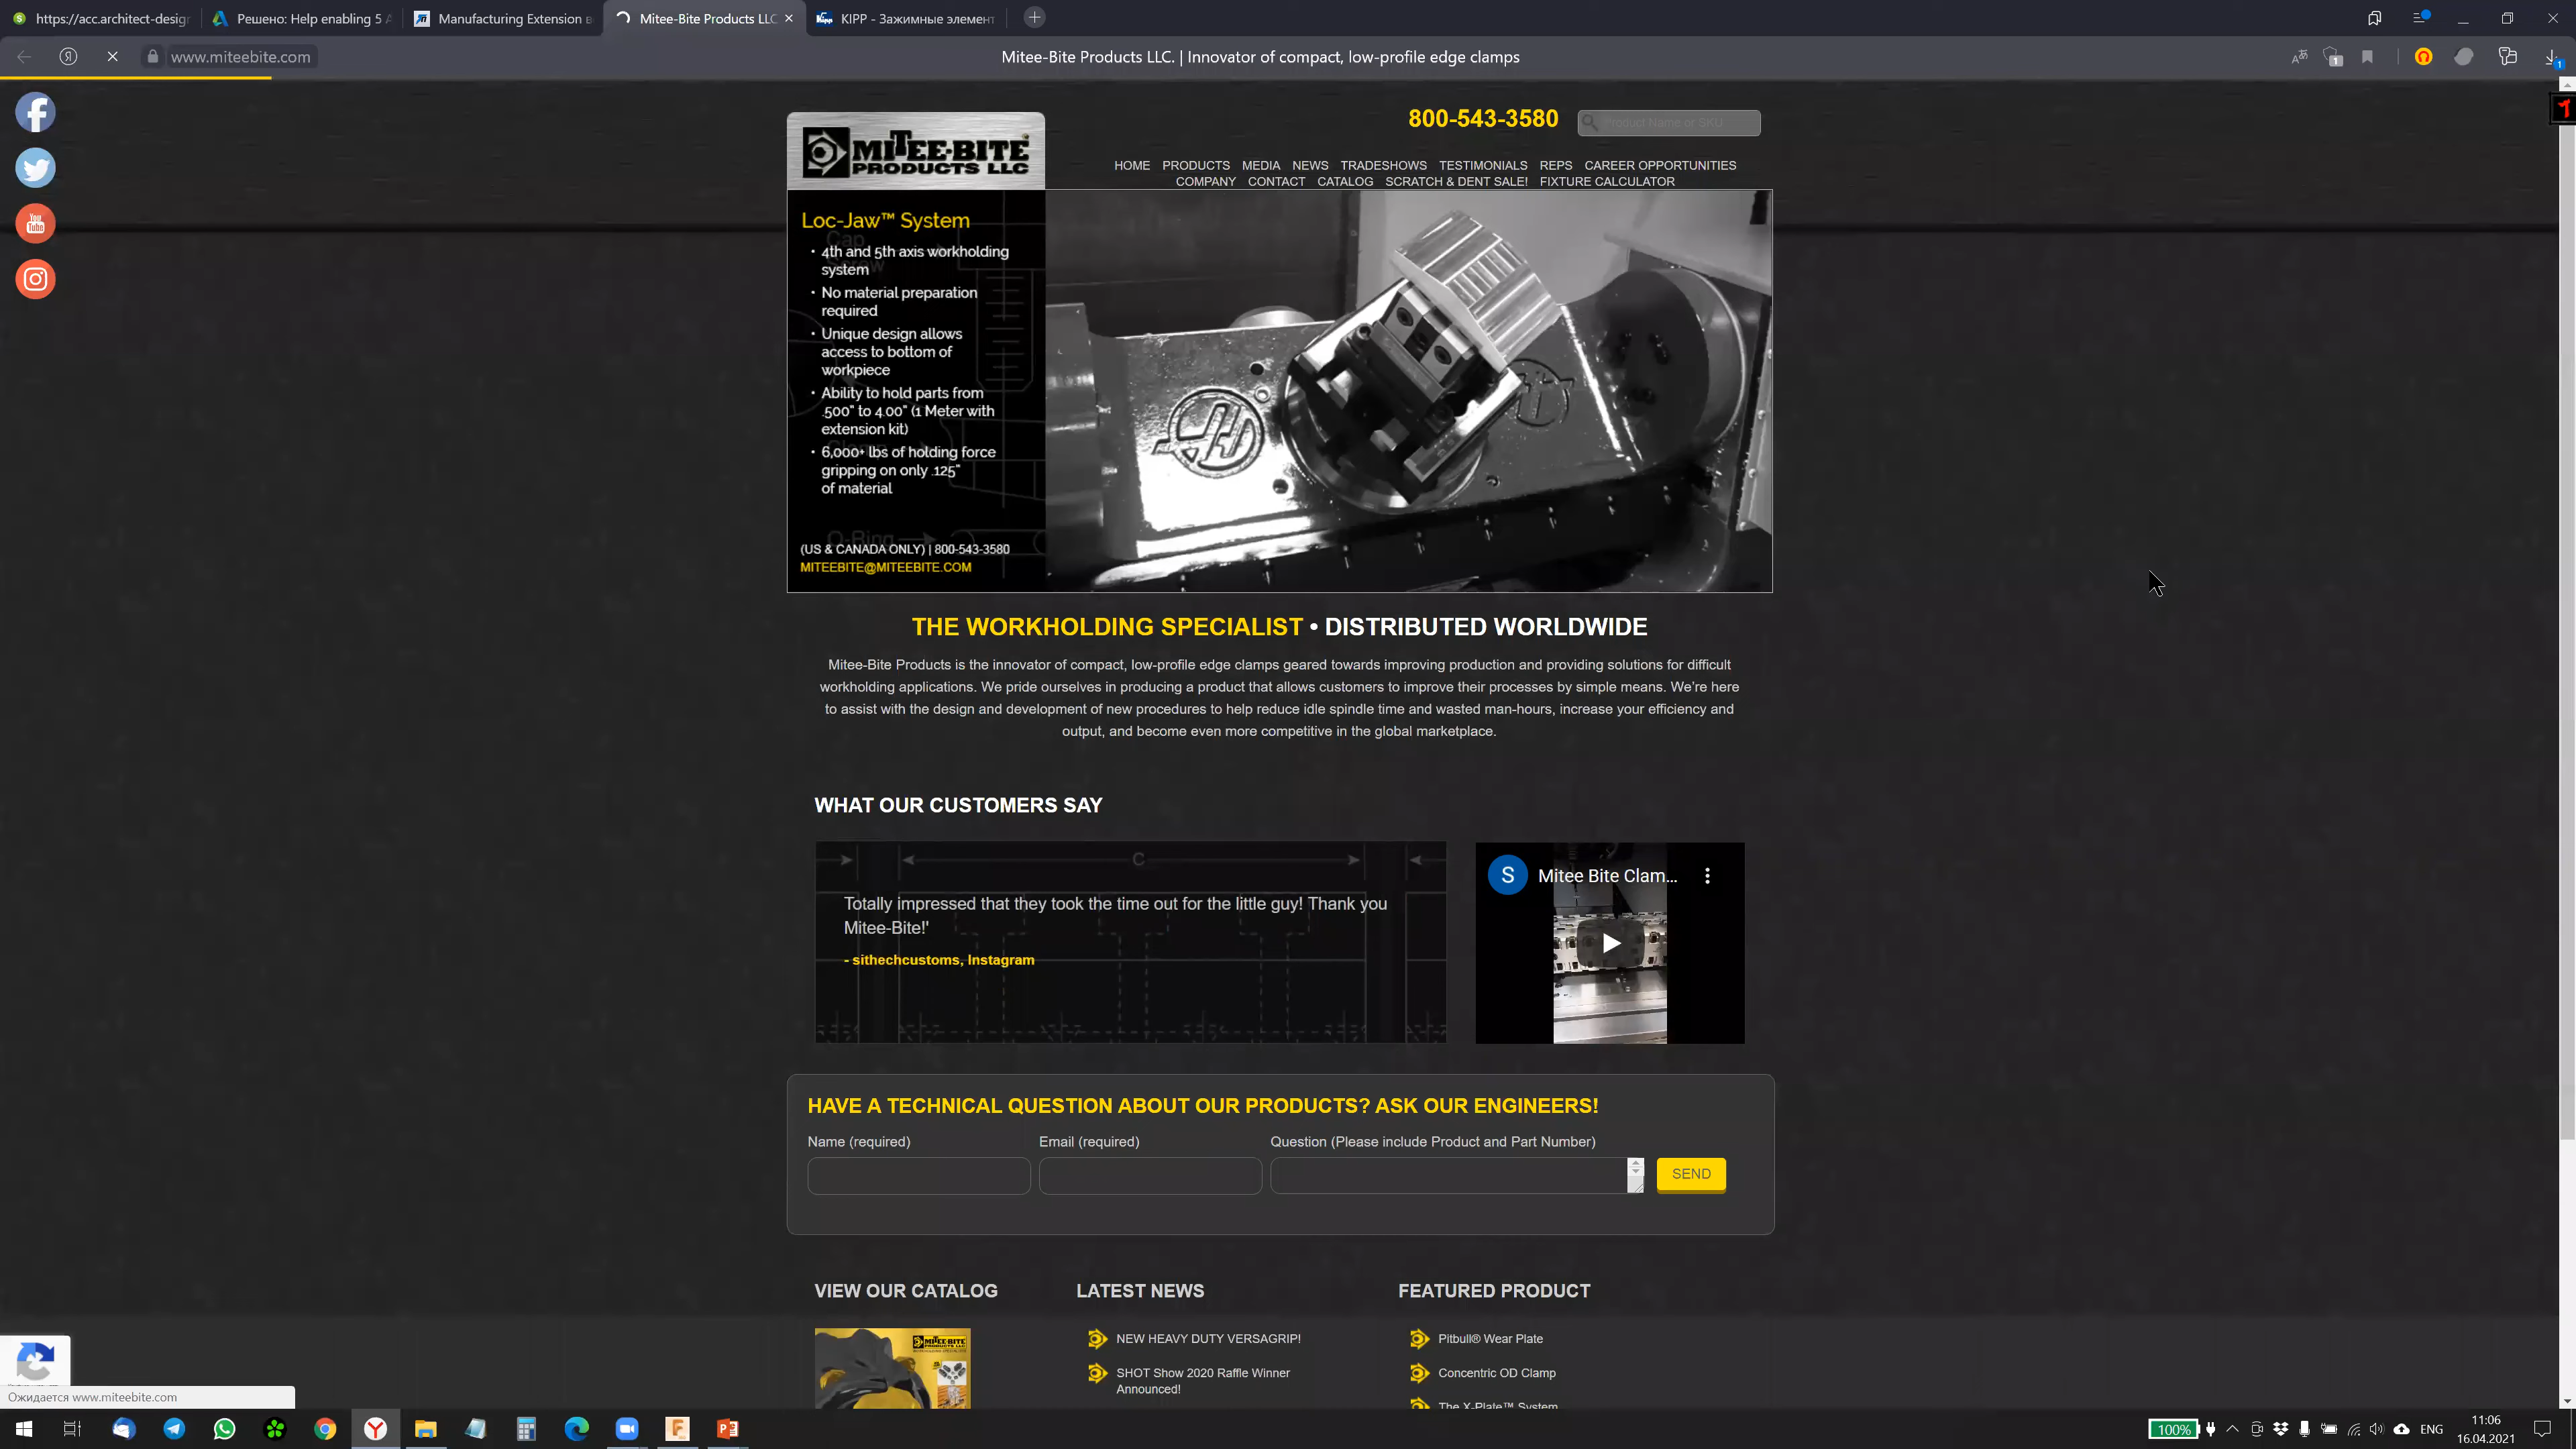 https://acc.architect-design
Решено: Help enabling 5 A
Manufacturing Extension в
Mitee-Bite Products LLC
KIPP - Зажимные элемент
www.miteebite.com
Mitee-Bite Products LLC. | Innovator of compact, low-profile edge clamps
MITEE-BITE
PRODUCTS LLC
800-543-3580
Product Name or SKU
HOME PRODUCTS MEDIA NEWS TRADESHOWS TESTIMONIALS REPS CAREER OPPORTUNITIES
COMPANY CONTACT CATALOG SCRATCH & DENT SALE! FIXTURE CALCULATOR
Loc-Jaw™ System
• 4th and 5th axis workholding
system
• No material preparation
required
• Unique design allows
access to bottom of
workpiece
• Ability to hold parts from
.500" to 4.00" (1 Meter with
extension kit)
• 6,000+ lbs of holding force
gripping on only .125"
of material
O-Ring
(US & CANADA ONLY) | 800-543-3580
MITEEBITE@MITEEBITE.COM
THE WORKHOLDING SPECIALIST • DISTRIBUTED WORLDWIDE
Mitee-Bite Products is the innovator of compact, low-profile edge clamps geared towards improving production and providing solutions for difficult
workholding applications. We pride ourselves in producing a product that allows customers to improve their processes by simple means. We're here
to assist with the design and development of new procedures to help reduce idle spindle time and wasted man-hours, increase your efficiency and
output, and become even more competitive in the global marketplace.
WHAT OUR CUSTOMERS SAY
C
Totally impressed that they took the time out for the little guy! Thank you
Mitee-Bite!'
- sithechcustoms, Instagram
S
Mitee Bite Clam...
HAVE A TECHNICAL QUESTION ABOUT OUR PRODUCTS? ASK OUR ENGINEERS!
Name (required)
Email (required)
Question (Please include Product and Part Number)
SEND
VIEW OUR CATALOG
LATEST NEWS
FEATURED PRODUCT
NEW HEAVY DUTY VERSAGRIP!
SHOT Show 2020 Raffle Winner
Announced!
Pitbull® Wear Plate
Concentric OD Clamp
The X-Plate™ System
Ожидается www.miteebite.com
100%
ENG
11:06
16.04.2021